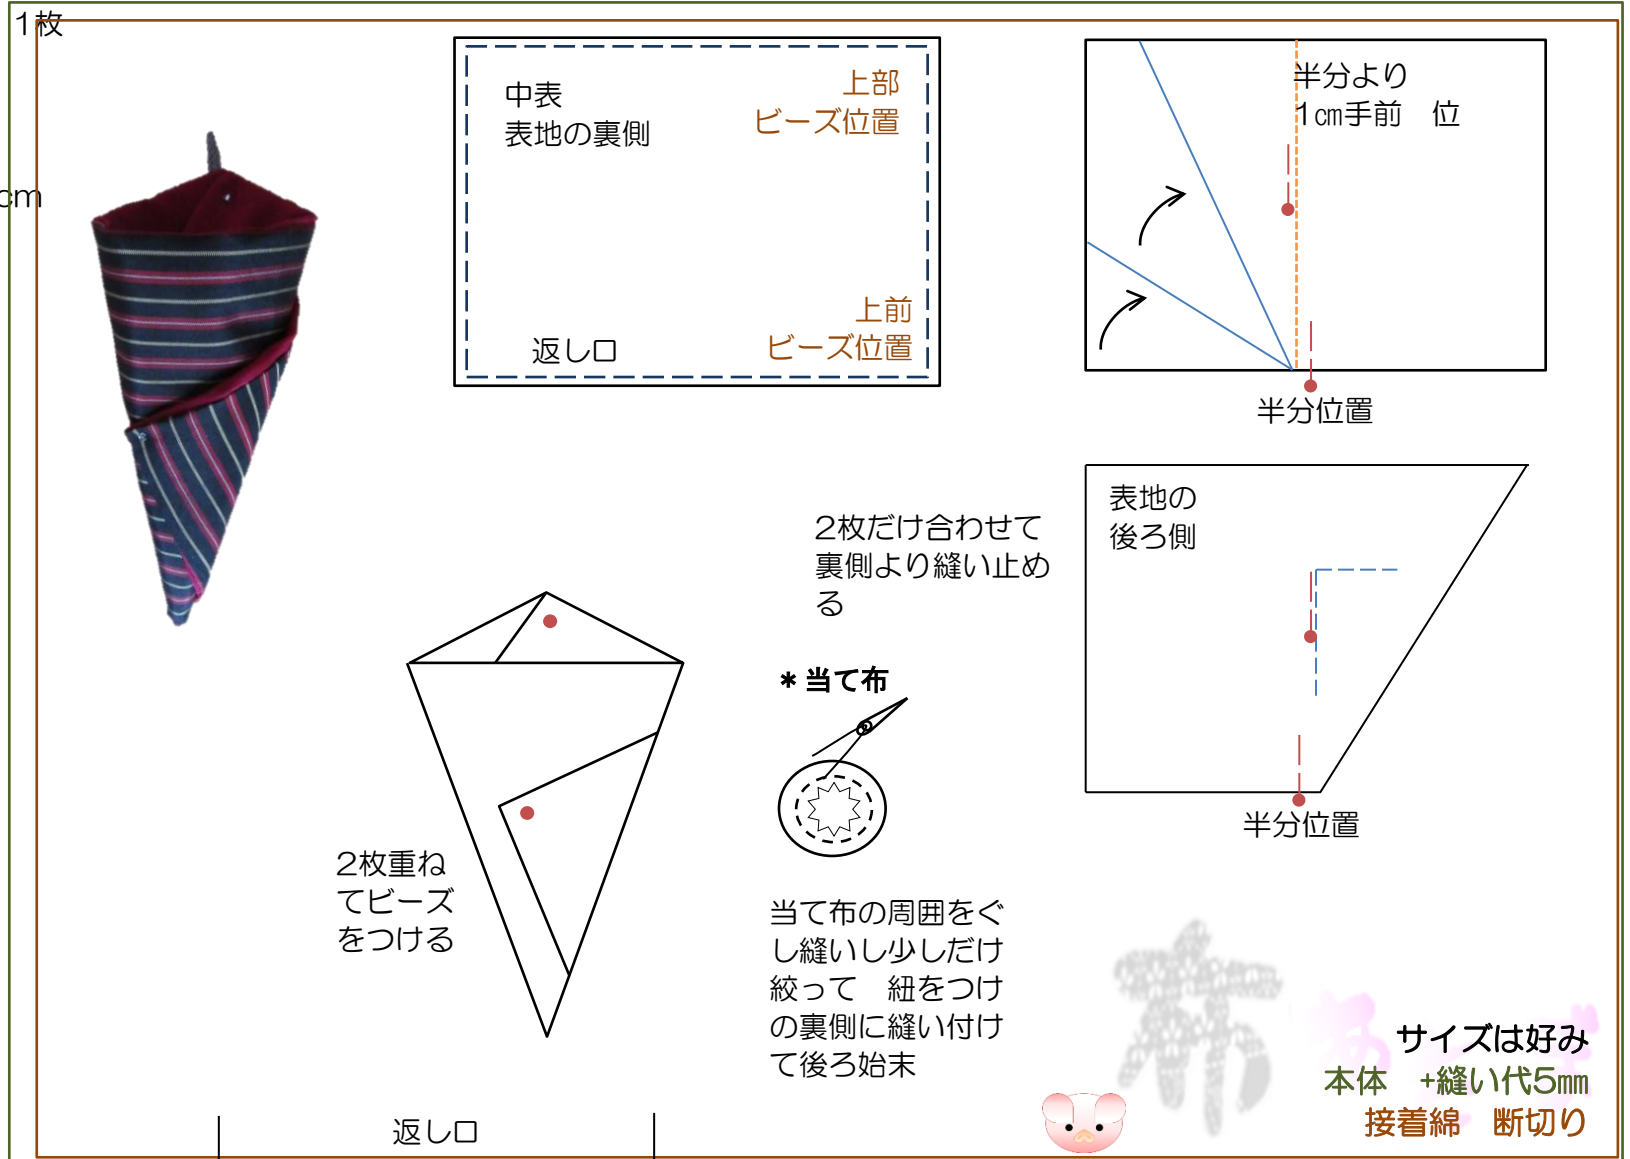 1枚
cm
中表
表地の裏側
上部
ビーズ位置
上前
ビーズ位置
返し口
半分より
1㎝手前　位
半分位置
表地の
後ろ側
半分位置
2枚だけ合わせて
裏側より縫い止め
る
＊当て布
2枚重ね
てビーズ
をつける
当て布の周囲をぐ
し縫いし少しだけ
絞って　紐をつけ
の裏側に縫い付け
て後ろ始末
布
サイズは好み
本体　+縫い代5㎜
接着綿　断切り
返し口